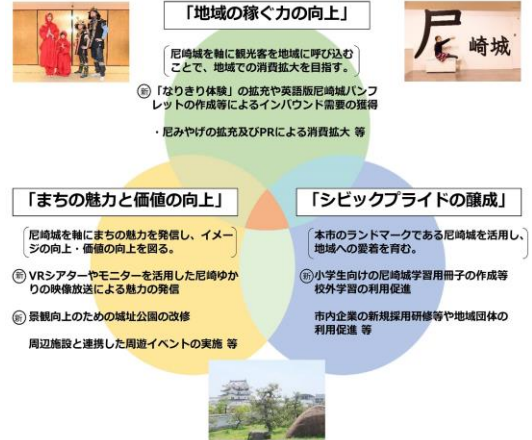 「地域の稼ぐ力の向上」
尼崎城を軸に観光客を地域に呼び込む
ことで、地域での消費拡大を目指す。
新 「なりきり体験」の拡充や英語版尼崎城パンフ
レットの作成等によるインバウンド需要の獲得
・尼みやげの拡充及びPRによる消費拡大 等
尼崎城
「まちの魅力と価値の向上」
尼崎城を軸にまちの魅力を発信し、イメー
ジの向上・価値の向上を図る。
新 VRシアターやモニターを活用した尼崎ゆか
りの映像放送による魅力の発信
新 景観向上のための城址公園の改修
周辺施設と連携した周遊イベントの実施 等
「シビックプライドの醸成」
本市のランドマークである尼崎城を活用し、
地域への愛着を育む。
新 小学生向けの尼崎城学習用冊子の作成等
校外学習の利用促進
市内企業の新規採用研修等や地域団体の
利用促進 等